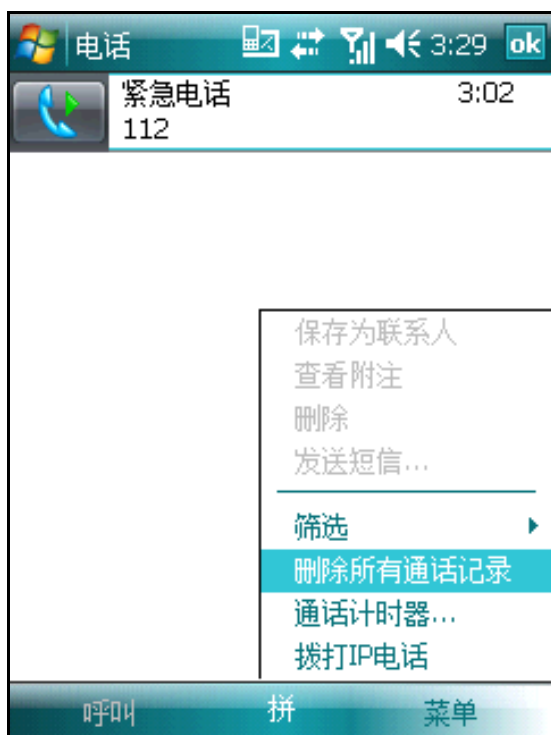 电话 3:29 ok
紧急电话 3:02
112
保存为联系人
查看附注
删除
发送短信...
筛选
删除所有通话记录
通话计时器...
拨打IP电话
呼叫 拼 菜单